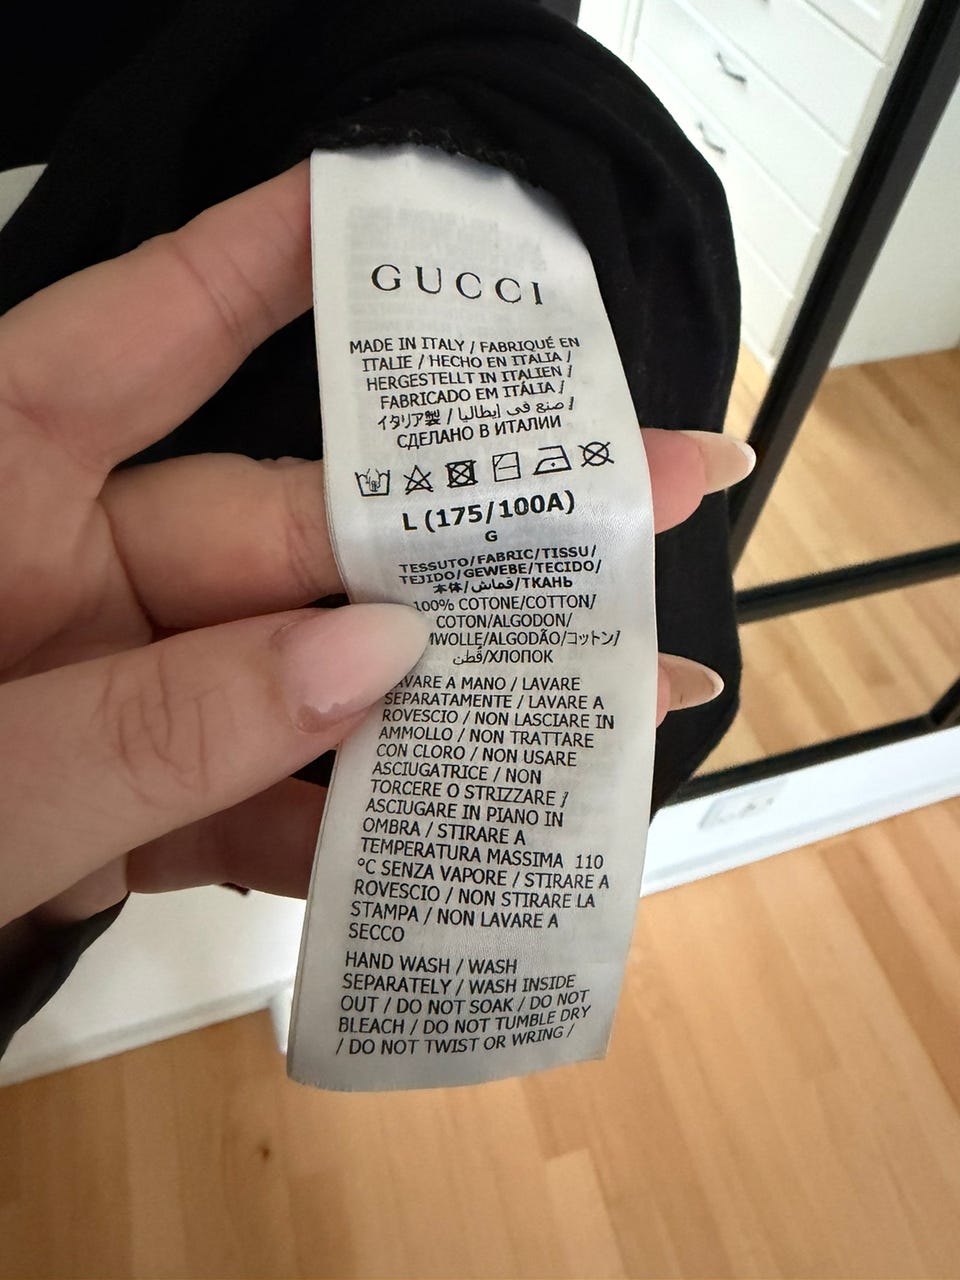 GUCCI
MADE IN ITALY / FABRIQUÉ EN
ITALIE / HECHO EN ITALIA /
HERGESTELLT IN ITALIEN /
FABRICADO EM ITÁLIA /
イタリア製 / صنع في إيطاليا /
СДЕЛАНО В ИТАЛИИ
L (175/100A)
G
TESSUTO/FABRIC/TISSU/
TEJIDO/GEWEBE/TECIDO/
本体/قماش/ТКАНЬ
100% COTONE/COTTON/
COTON/ALGODON/
MWOLLE/ALGODÃO/コットン/
قُطن/ХЛОПОК
LAVARE A MANO / LAVARE
SEPARATAMENTE / LAVARE A
ROVESCIO / NON LASCIARE IN
AMMOLLO / NON TRATTARE
CON CLORO / NON USARE
ASCIUGATRICE / NON
TORCERE O STRIZZARE /
ASCIUGARE IN PIANO IN
OMBRA / STIRARE A
TEMPERATURA MASSIMA 110
°C SENZA VAPORE / STIRARE A
ROVESCIO / NON STIRARE LA
STAMPA / NON LAVARE A
SECCO
HAND WASH / WASH
SEPARATELY / WASH INSIDE
OUT / DO NOT SOAK / DO NOT
BLEACH / DO NOT TUMBLE DRY
/ DO NOT TWIST OR WRING /